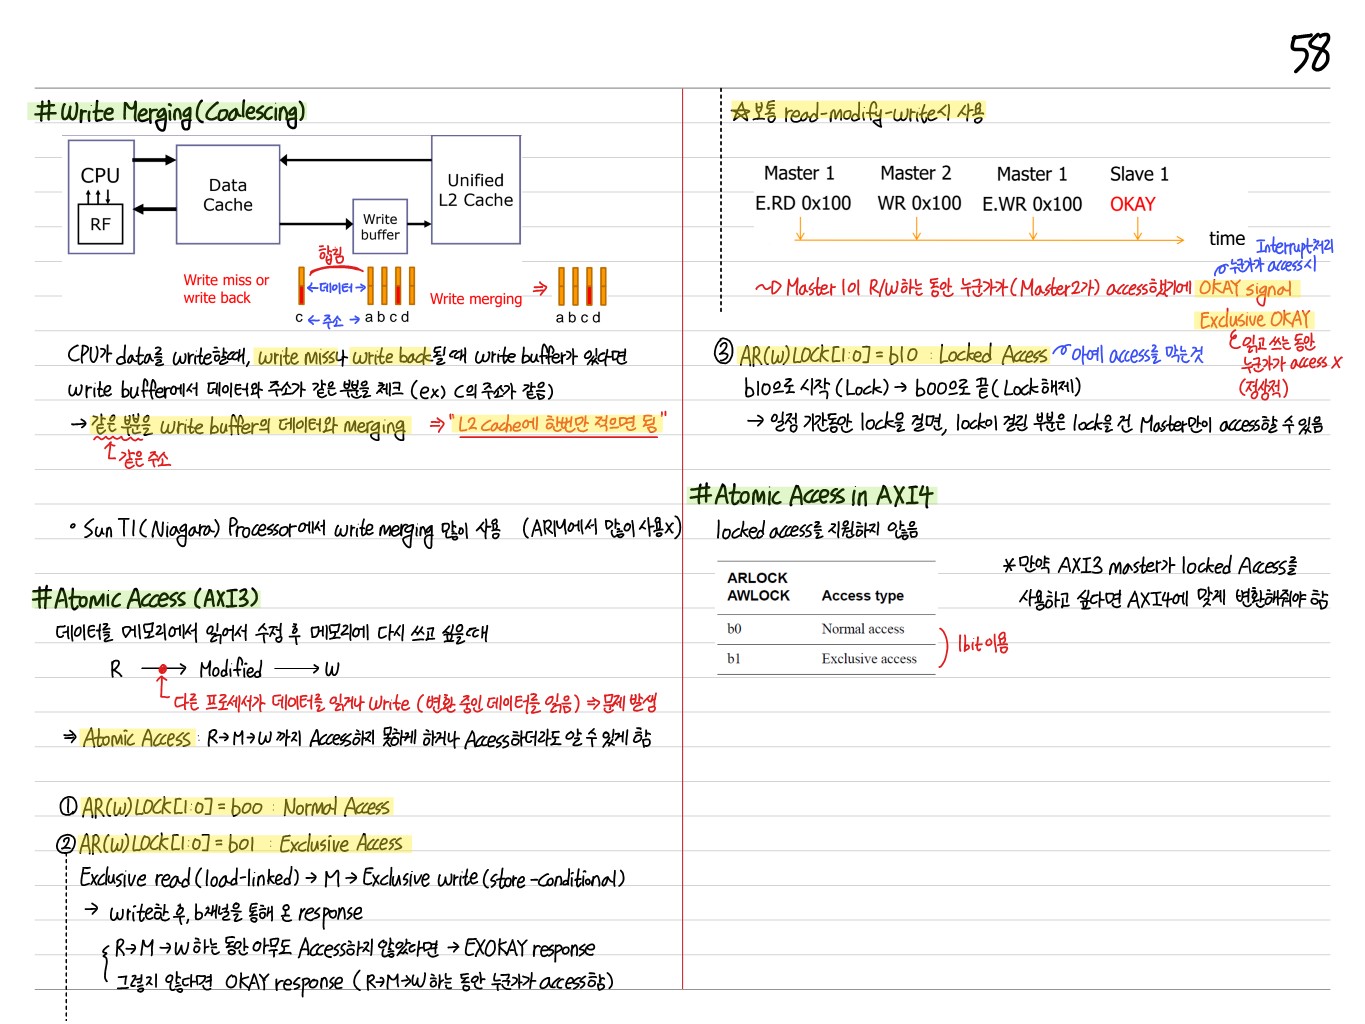 58
#Write Merging(Coalescing)
CPU
RF
Data
Cache
Write
buffer
Unified
L2 Cache
Write miss or
write back
합침
←데이터→
c ←주소→ a b c d
Write merging ⇒
a b c d
CPU가 data를 write할때, write miss나 write back될 때 write buffer가 있다면
write buffer에서 데이터와 주소가 같은 부분을 체크 (ex) C의 주소가 같음)
→ 같은 부분을 write buffer의 데이터와 merging ⇒ "L2 Cache에 한번만 적으면 됨"
같은 주소
• Sun T1(Niagara) Processor에서 write merging 많이 사용 (ARM에서 많이 사용x)
#Atomic Access (AXI3)
데이터를 메모리에서 읽어서 수정 후 메모리에 다시 쓰고 싶을때
R → Modified → W
다른 프로세서가 데이터를 읽거나 Write (변환 중인 데이터를 읽음) ⇒ 문제 발생
⇒ Atomic Access : R→M→W 까지 Access하지 못하게 하거나 Access하더라도 알 수 있게 함
① AR(W)LOCK[1:0] = b00 : Normal Access
② AR(W)LOCK[1:0] = b01 : Exclusive Access
Exclusive read (load-linked) → M → Exclusive write (store-conditional)
→ write한 후, b채널을 통해 온 response
R→M→W 하는 동안 아무도 Access하지 않았다면 → EXOKAY response
그렇지 않다면 OKAY response (R→M→W 하는 동안 누군가가 access함)
☆보통 read-modify-write시 사용
Master 1 Master 2 Master 1 Slave 1
E.RD 0x100 WR 0x100 E.WR 0x100 OKAY
time
Interrupt처리
누군가가 access시
~▷ Master 1이 R/W하는 동안 누군가가(Master2가) access했기에 OKAY signal
Exclusive OKAY
읽고 쓰는 동안
누군가가 access X
(정상적)
③ AR(W)LOCK[1:0] = b10 : Locked Access 아예 access를 막는것
b10으로 시작 (Lock) → b00으로 끝 (Lock해제)
→ 일정 기간동안 lock을 걸면, lock이 걸린 부분은 lock을 건 Master만이 access할 수 있음
#Atomic Access in AXI4
locked access를 지원하지 않음
ARLOCK
AWLOCK Access type
b0 Normal access
b1 Exclusive access
1bit 이용
*만약 AXI3 master가 locked Access를
사용하고 싶다면 AXI4에 맞게 변환해줘야 함